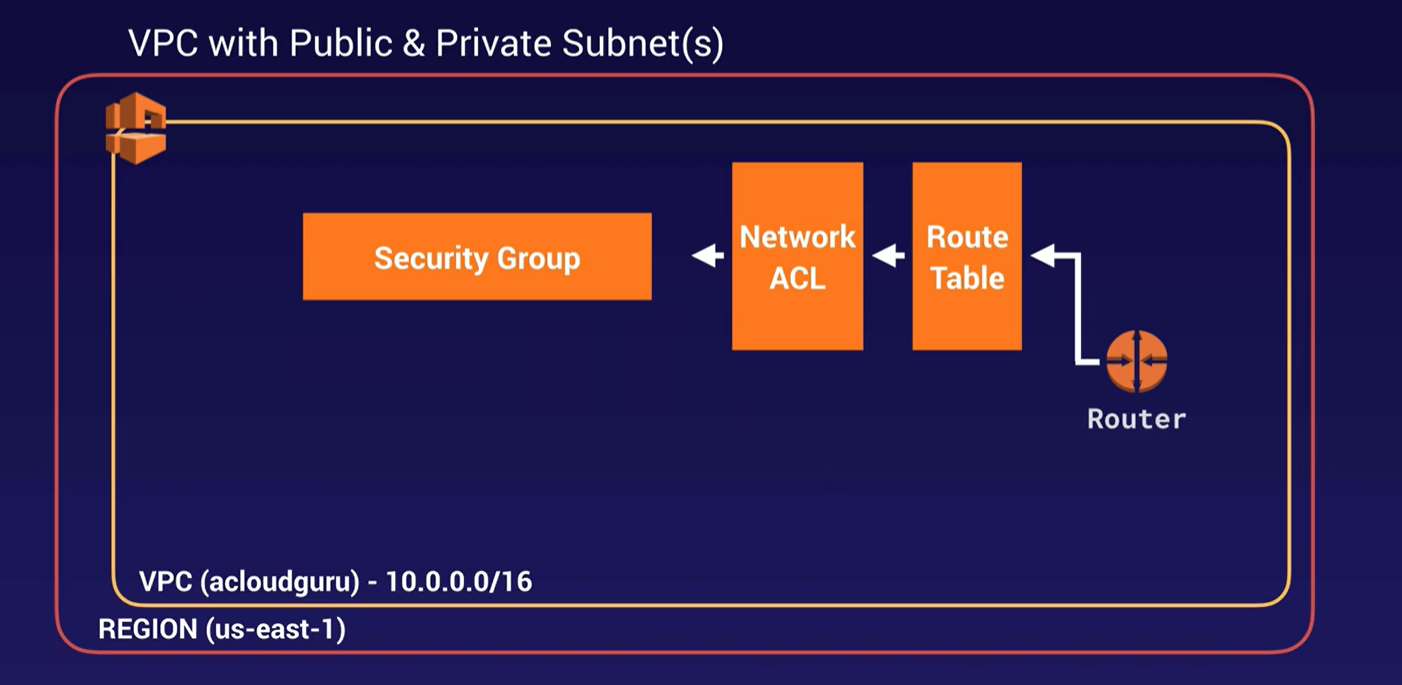 VPC with Public & Private Subnet(s)
Security Group
Network
ACL
Route
Table
Router
VPC (acloudguru) - 10.0.0.0/16
REGION (us-east-1)